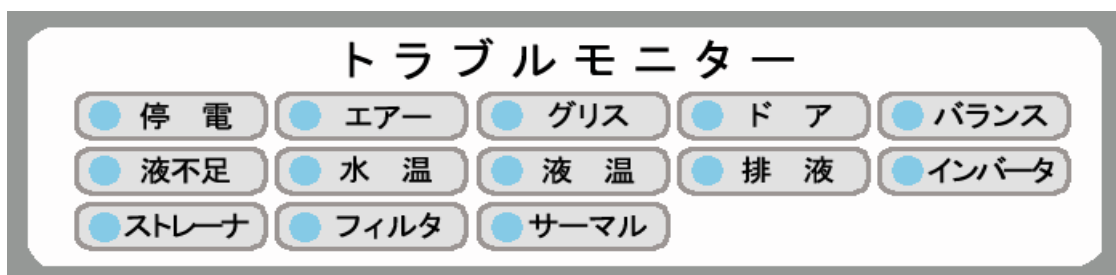 トラブルモニター
停 電 エアー グリス ド ア バランス
液不足 水 温 液 温 排 液 インバータ
ストレーナ フィルタ サーマル